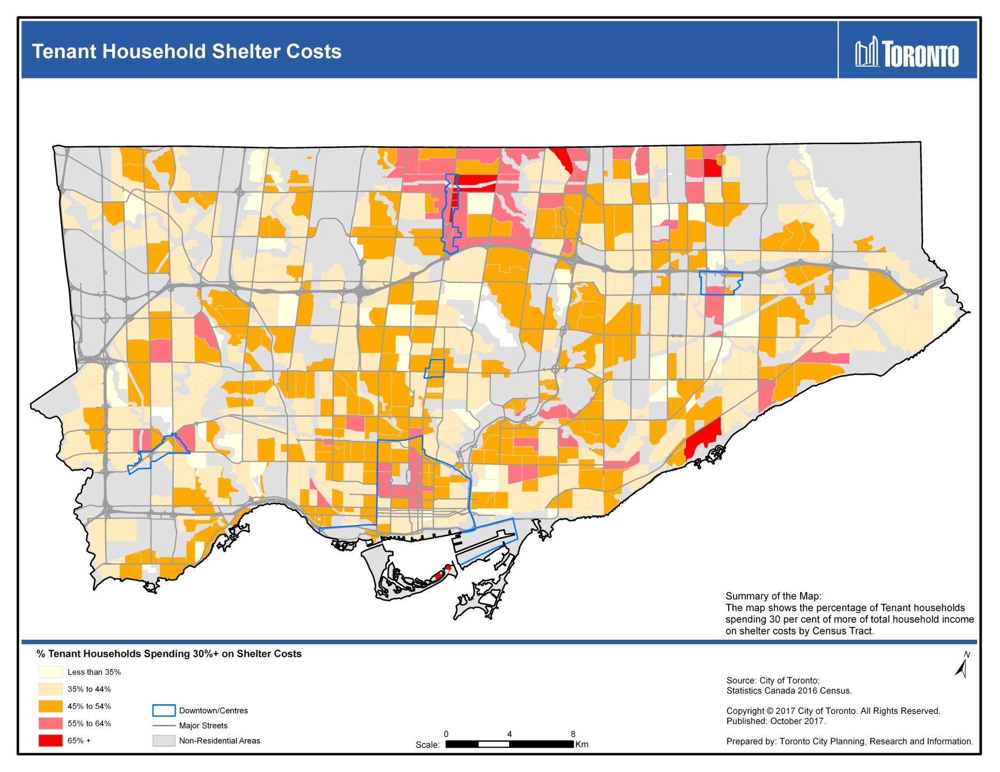 Tenant Household Shelter Costs
TORONTO
Summary of the Map:
The map shows the percentage of Tenant households
spending 30 per cent of more of total household income
on shelter costs by Census Tract.
% Tenant Households Spending 30%+ on Shelter Costs
Less than 35%
35% to 44%
45% to 54%
55% to 64%
65% +
Downtown/Centres
Major Streets
Non-Residential Areas
0 4 8
Scale: Km
N
Source: City of Toronto;
Statistics Canada 2016 Census.
Copyright © 2017 City of Toronto. All Rights Reserved.
Published: October 2017.
Prepared by: Toronto City Planning, Research and Information.